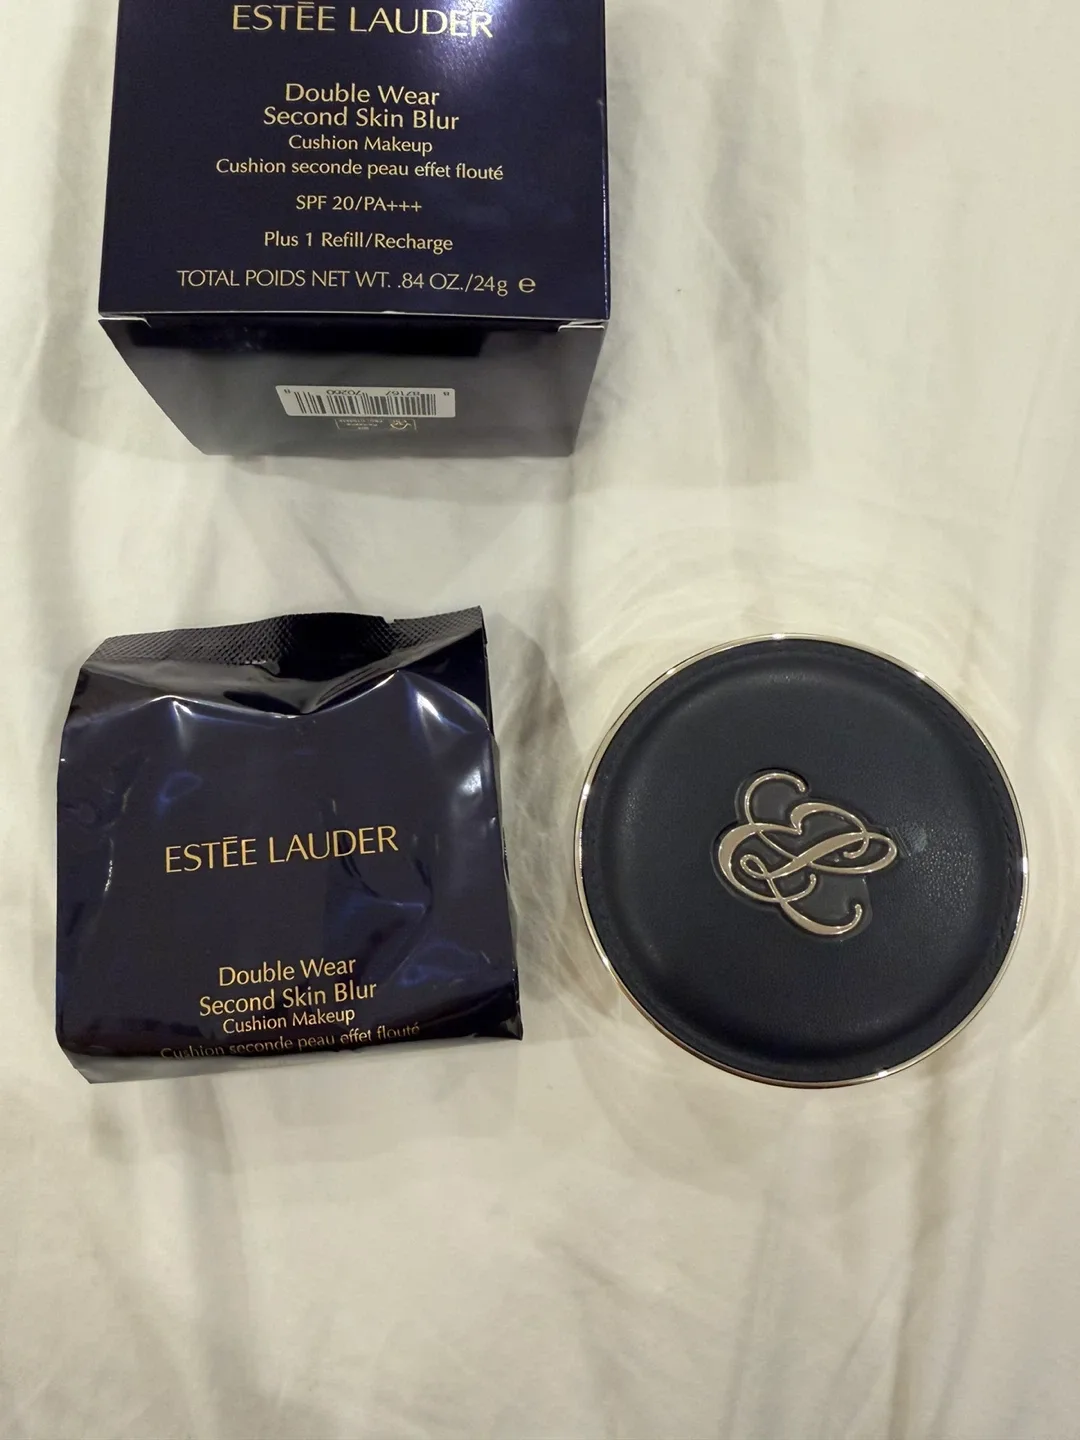 ESTĒE LAUDER
Double Wear
Second Skin Blur
Cushion Makeup
Cushion seconde peau effet flouté
SPF 20/PA+++
Plus 1 Refill/Recharge
TOTAL POIDS NET WT. .84 OZ./24g e
ESTĒE LAUDER
Double Wear
Second Skin Blur
Cushion Makeup
Cushion seconde peau effet flouté